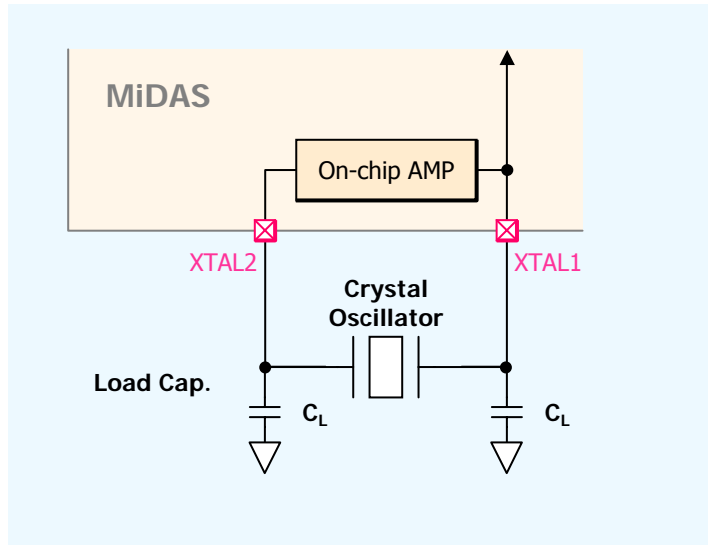 MiDAS
On-chip AMP
XTAL2
XTAL1
Crystal
Oscillator
Load Cap.
CL
CL